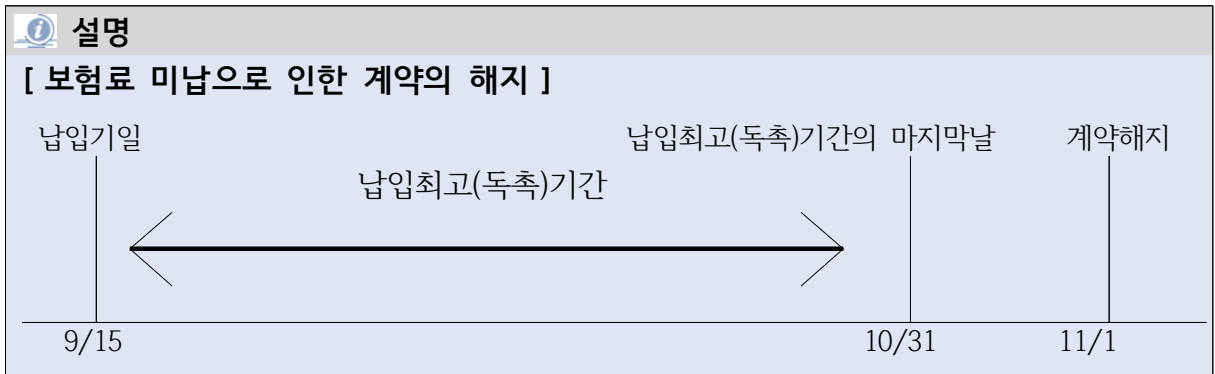 설명
[ 보험료 미납으로 인한 계약의 해지 ]
납입기일 납입최고(독촉)기간의 마지막날 계약해지
납입최고(독촉)기간
9/15 10/31 11/1